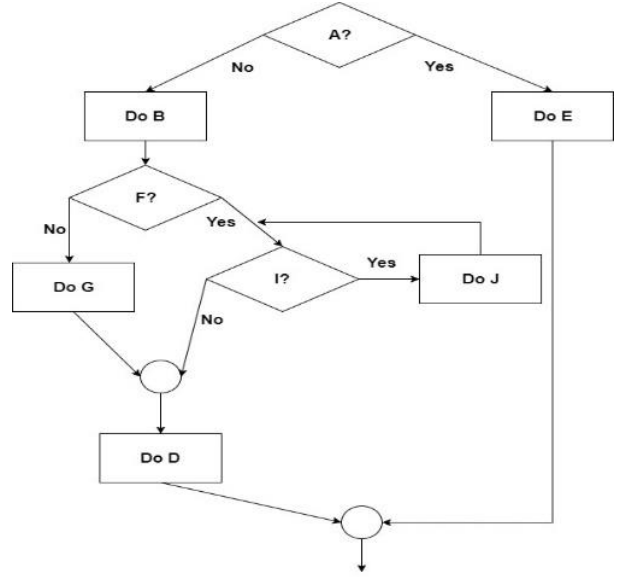 A?
No
Yes
Do B
Do E
F?
No
Yes
Do G
I?
Yes
Do J
No
Do D